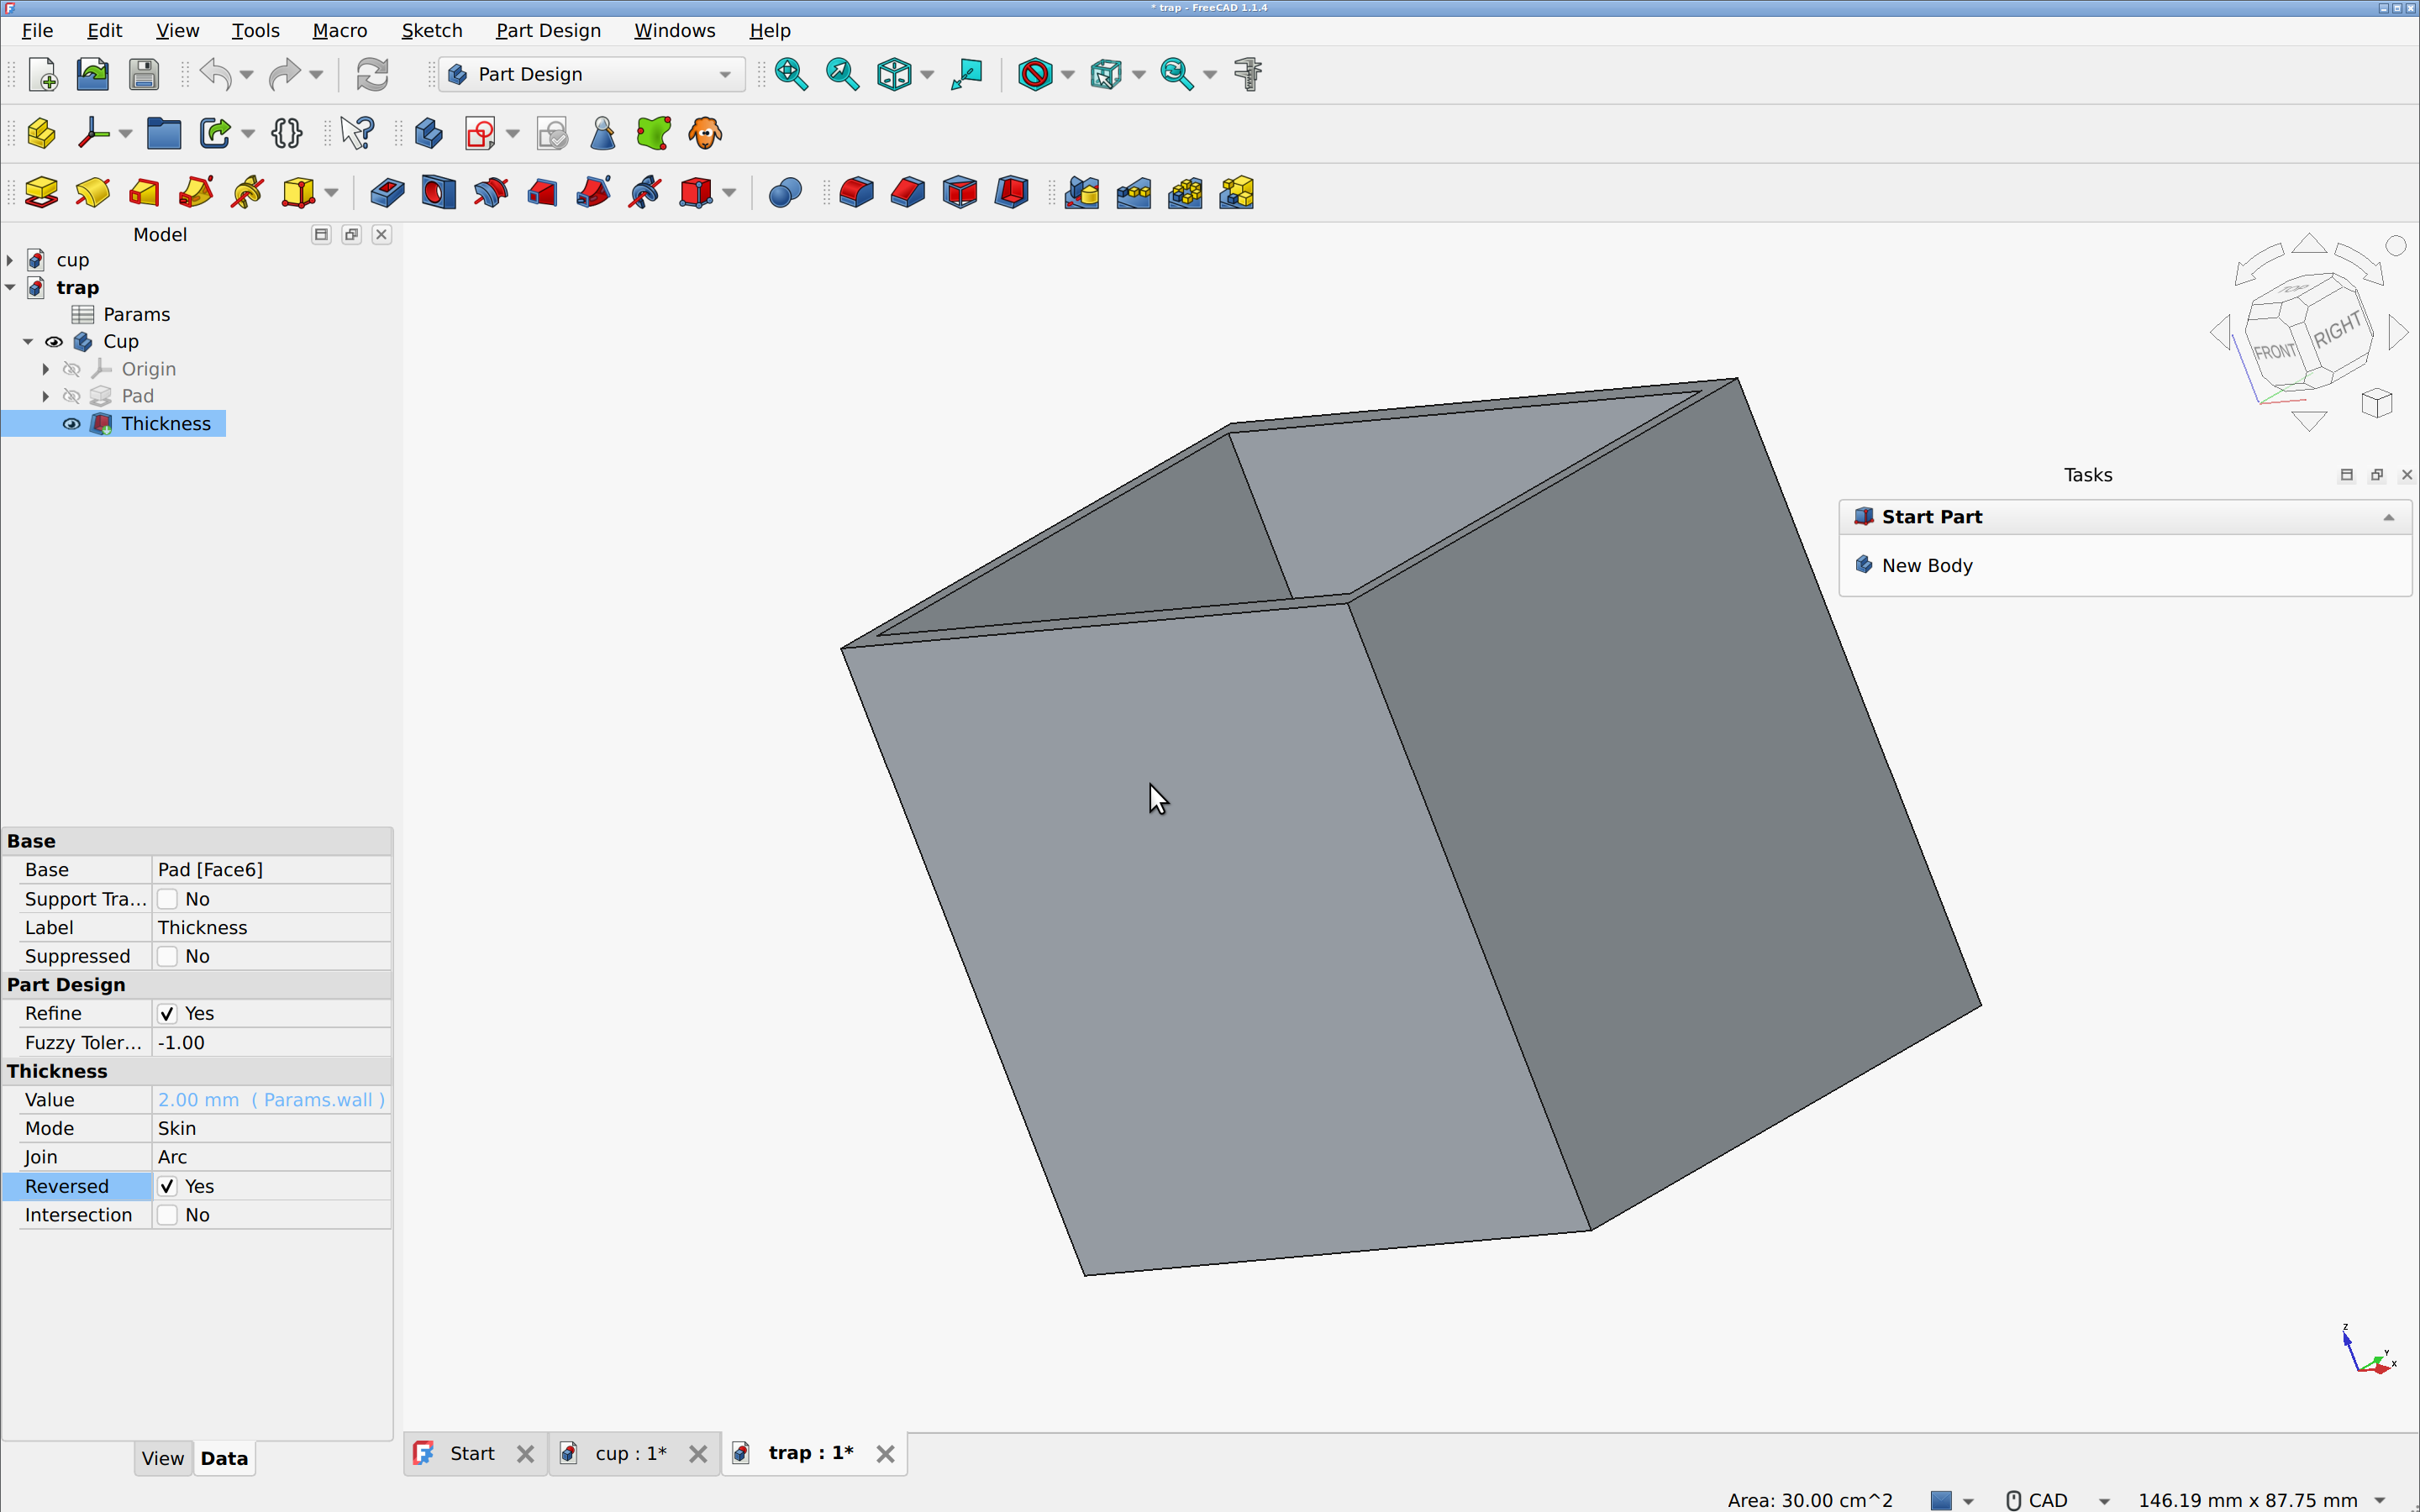 * trap - FreeCAD 1.1.4
File Edit View Tools Macro Sketch Part Design Windows Help
Part Design
Model
cup
trap
Params
Cup
Origin
Pad
Thickness
TOP
FRONT
RIGHT
Tasks
Start Part
New Body
Base
Base Pad [Face6]
Support Tra... No
Label Thickness
Suppressed No
Part Design
Refine Yes
Fuzzy Toler... -1.00
Thickness
Value 2.00 mm ( Params.wall )
Mode Skin
Join Arc
Reversed Yes
Intersection No
Z
Y
X
View Data
Start cup : 1* trap : 1*
Area: 30.00 cm^2 CAD 146.19 mm x 87.75 mm